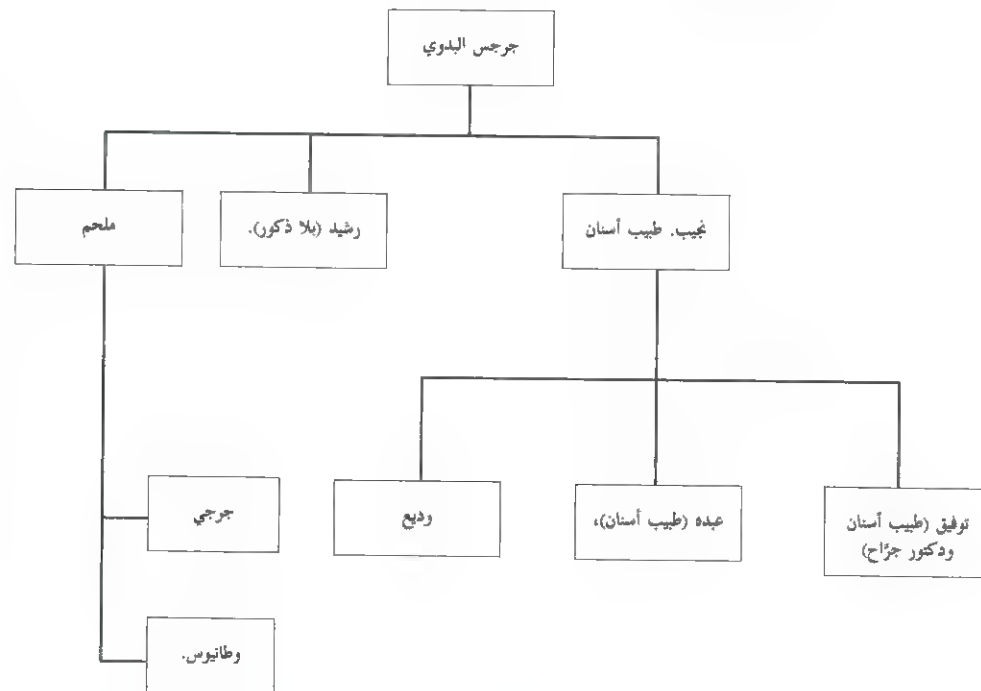 جرجس البدوي
نجيب. طبيب أسنان
رشيد (بلا ذكور).
ملحم
توفيق (طبيب أسنان
ودكتور جرّاح)
عبده (طبيب أسنان)،
وديع
جرجي
وطانيوس.